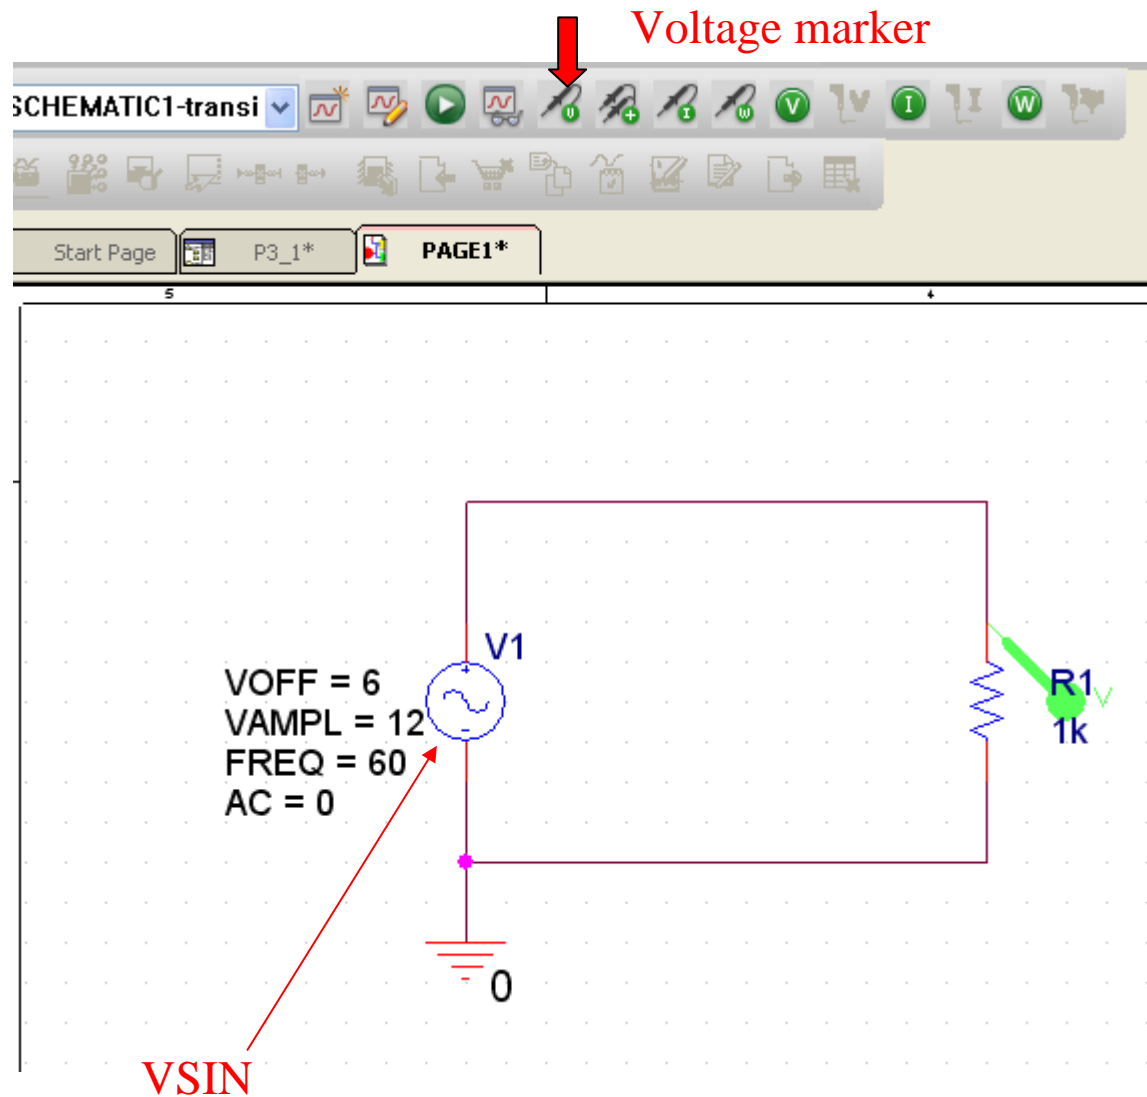 Voltage marker
SCHEMATIC1-transi
V I W V I W
Start Page
P3_1*
PAGE1*
5
4
V1
VOFF = 6
VAMPL = 12
FREQ = 60
AC = 0
R1
V
1k
0
VSIN